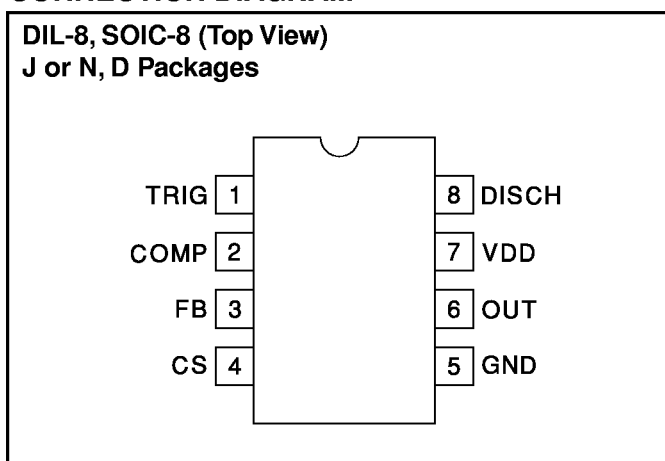 DIL-8, SOIC-8 (Top View)
J or N, D Packages
TRIG 1 8 DISCH
COMP 2 7 VDD
FB 3 6 OUT
CS 4 5 GND